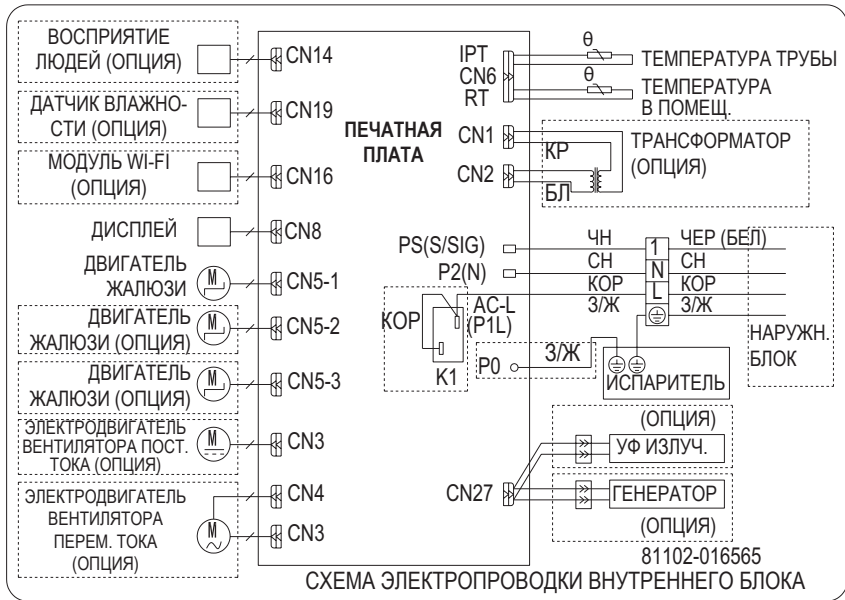 ВОСПРИЯТИЕ
ЛЮДЕЙ (ОПЦИЯ)
CN14
ДАТЧИК ВЛАЖНО-
СТИ (ОПЦИЯ)
CN19
МОДУЛЬ WI-FI
(ОПЦИЯ)
CN16
ДИСПЛЕЙ
CN8
ДВИГАТЕЛЬ
ЖАЛЮЗИ
M
CN5-1
ДВИГАТЕЛЬ
ЖАЛЮЗИ (ОПЦИЯ)
M
CN5-2
ДВИГАТЕЛЬ
ЖАЛЮЗИ (ОПЦИЯ)
M
CN5-3
ЭЛЕКТРОДВИГАТЕЛЬ
ВЕНТИЛЯТОРА ПОСТ.
ТОКА (ОПЦИЯ)
M
CN3
ЭЛЕКТРОДВИГАТЕЛЬ
ВЕНТИЛЯТОРА
ПЕРЕМ. ТОКА
(ОПЦИЯ)
M
CN4
CN3
ПЕЧАТНАЯ
ПЛАТА
IPT
CN6
RT
θ
ТЕМПЕРАТУРА ТРУБЫ
θ
ТЕМПЕРАТУРА
В ПОМЕЩ.
CN1
CN2
КР
БЛ
ТРАНСФОРМАТОР
(ОПЦИЯ)
PS(S/SIG)
ЧН
1
ЧЕР (БЕЛ)
P2(N)
СН
N
СН
КОР
L
КОР
AC-L
(P1L)
З/Ж
З/Ж
КОР
K1
P0
З/Ж
ИСПАРИТЕЛЬ
НАРУЖН.
БЛОК
(ОПЦИЯ)
УФ ИЗЛУЧ.
CN27
ГЕНЕРАТОР
(ОПЦИЯ)
81102-016565
СХЕМА ЭЛЕКТРОПРОВОДКИ ВНУТРЕННЕГО БЛОКА